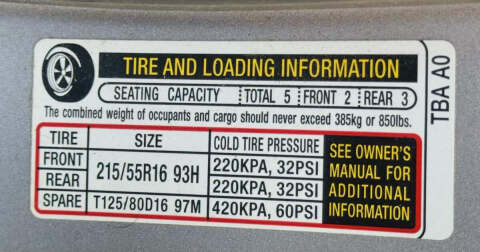 TIRE AND LOADING INFORMATION
SEATING CAPACITY TOTAL 5 FRONT 2 REAR 3
The combined weight of occupants and cargo should never exceed 385kg or 850lbs.
TIRE SIZE COLD TIRE PRESSURE
FRONT 215/55R16 93H 220KPA, 32PSI
REAR 220KPA, 32PSI
SPARE T125/80D16 97M 420KPA, 60PSI
SEE OWNER'S
MANUAL FOR
ADDITIONAL
INFORMATION
TBA A0